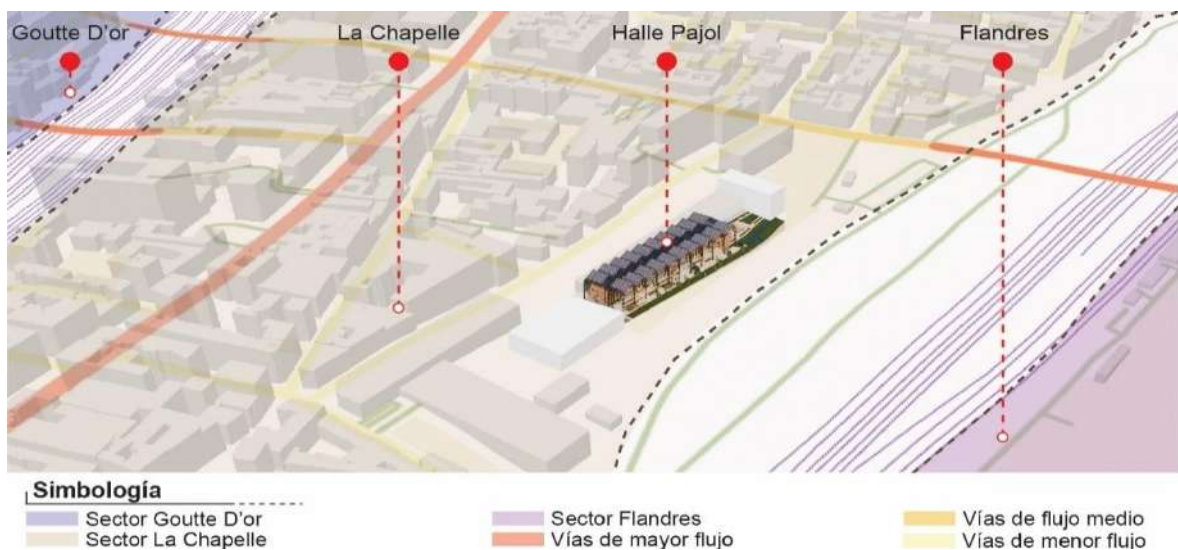 Goutte D'or La Chapelle Halle Pajol Flandres
Simbología
Sector Goutte D'or Sector Flandres Vías de flujo medio
Sector La Chapelle Vías de mayor flujo Vías de menor flujo